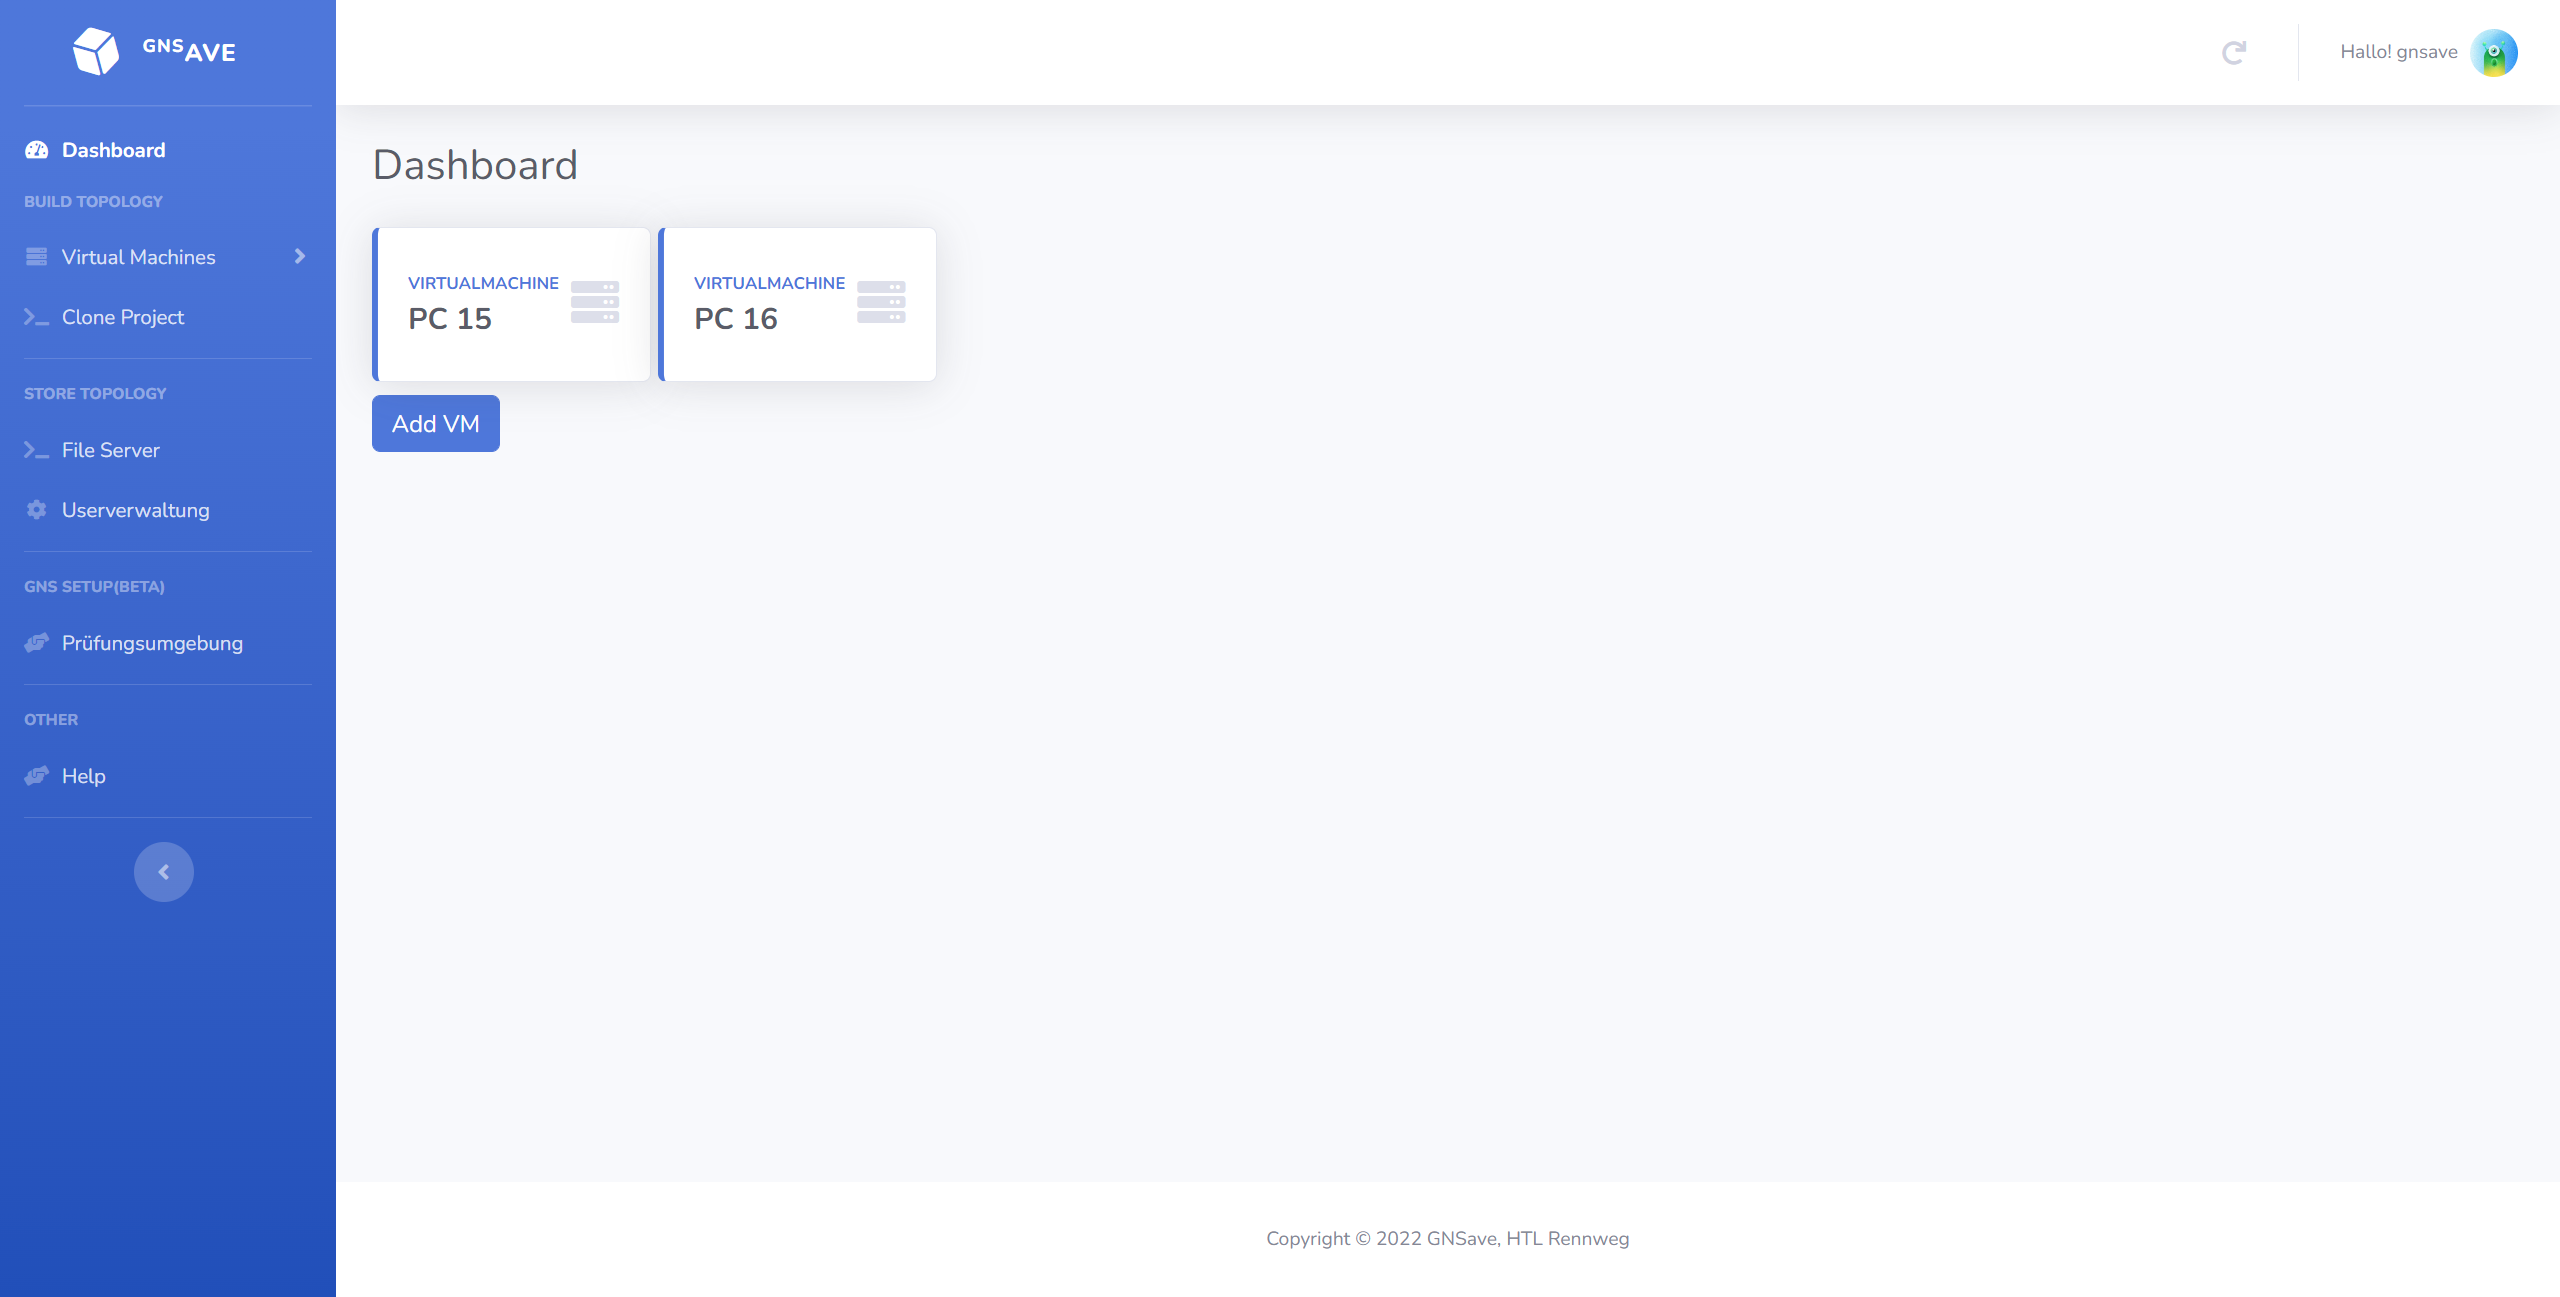 GNSAVE
Hallo! gnsave
Dashboard
BUILD TOPOLOGY
Virtual Machines
Clone Project
STORE TOPOLOGY
File Server
Userverwaltung
GNS SETUP(BETA)
Prüfungsumgebung
OTHER
Help
Dashboard
VIRTUALMACHINE
PC 15
VIRTUALMACHINE
PC 16
Add VM
Copyright © 2022 GNSave, HTL Rennweg